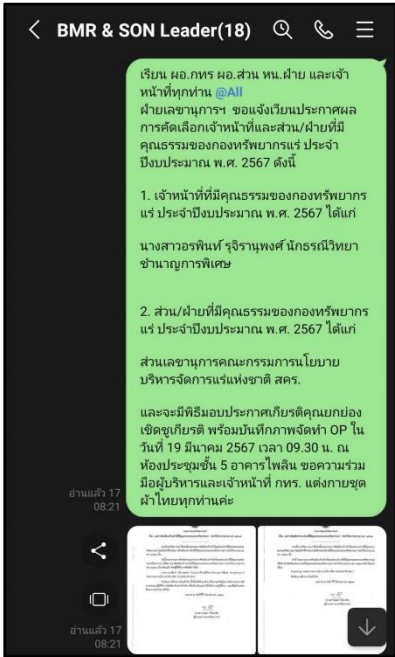 BMR & SON Leader(18)
เรียน ผอ.กทร ผอ.ส่วน หน.ฝ่าย และเจ้า
หน้าที่ทุกท่าน @All
ฝ่ายเลขานุการฯ ขอแจ้งเวียนประกาศผล
การคัดเลือกเจ้าหน้าที่และส่วน/ฝ่ายที่มี
คุณธรรมของกองทรัพยากรแร่ ประจำ
ปีงบประมาณ พ.ศ. 2567 ดังนี้
1. เจ้าหน้าที่ที่มีคุณธรรมของกองทรัพยากร
แร่ ประจำปีงบประมาณ พ.ศ. 2567 ได้แก่
นางสาวอรพินท์ รุจิรานุพงศ์ นักธรณีวิทยา
ชำนาญการพิเศษ
2. ส่วน/ฝ่ายที่มีคุณธรรมของกองทรัพยากร
แร่ ประจำปีงบประมาณ พ.ศ. 2567 ได้แก่
ส่วนเลขานุการคณะกรรมการนโยบาย
บริหารจัดการแร่แห่งชาติ สคร.
และจะมีพิธีมอบประกาศเกียรติคุณยกย่อง
เชิดชูเกียรติ พร้อมบันทึกภาพจัดทำ OP ใน
วันที่ 19 มีนาคม 2567 เวลา 09.30 น. ณ
ห้องประชุมชั้น 5 อาคารไพลิน ขอความร่วม
มือผู้บริหารและเจ้าหน้าที่ กทร. แต่งกายชุด
ผ้าไทยทุกท่านค่ะ
อ่านแล้ว 17
08:21
อ่านแล้ว 17
08:21